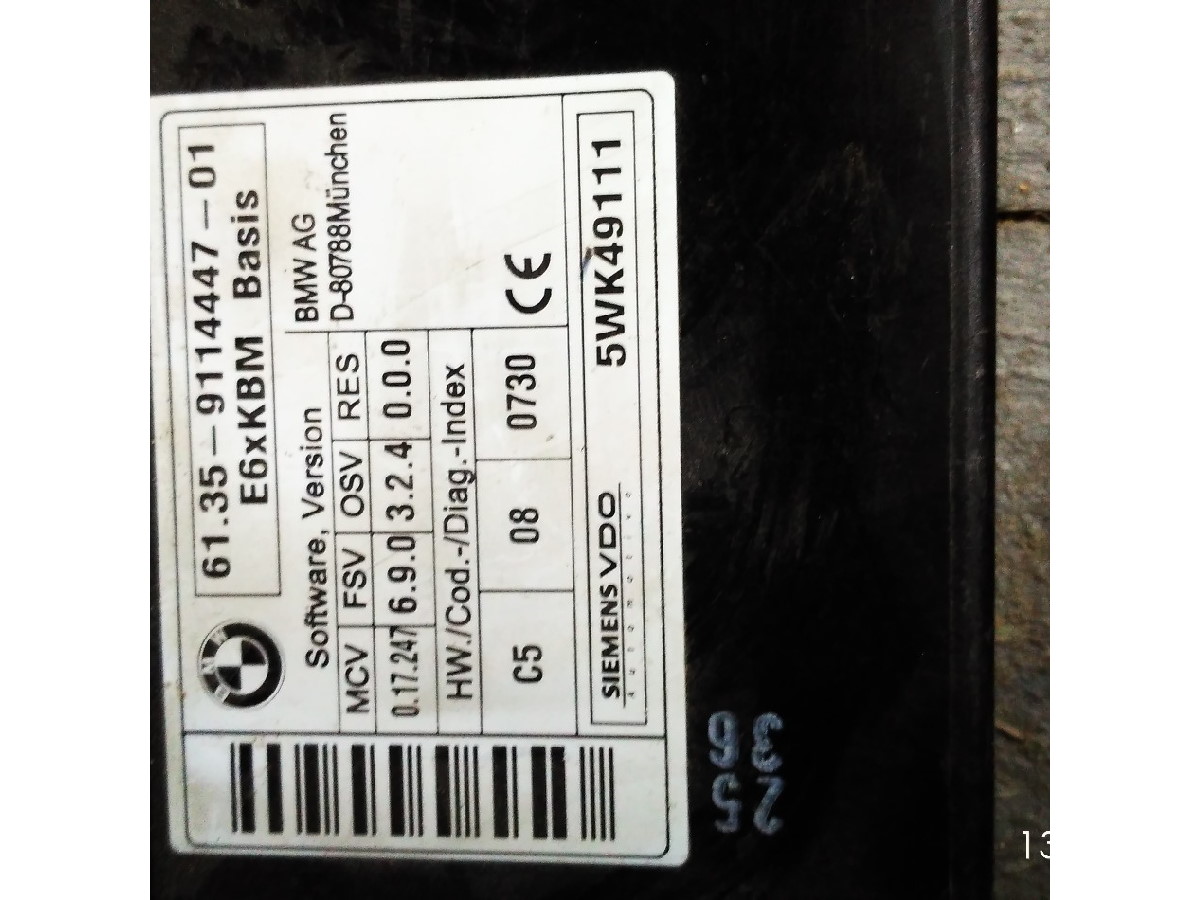 61.35-9114447-01
E6xKBM Basis
BMW AG
D-80788München
Software, Version
MCV FSV OSV RES
0.17.247 6.9.0 3.2.4 0.0.0
HW./Cod.-/Diag.-Index
C5 08 0730
CE
SIEMENS VDO 5WK49111
Automotive
13